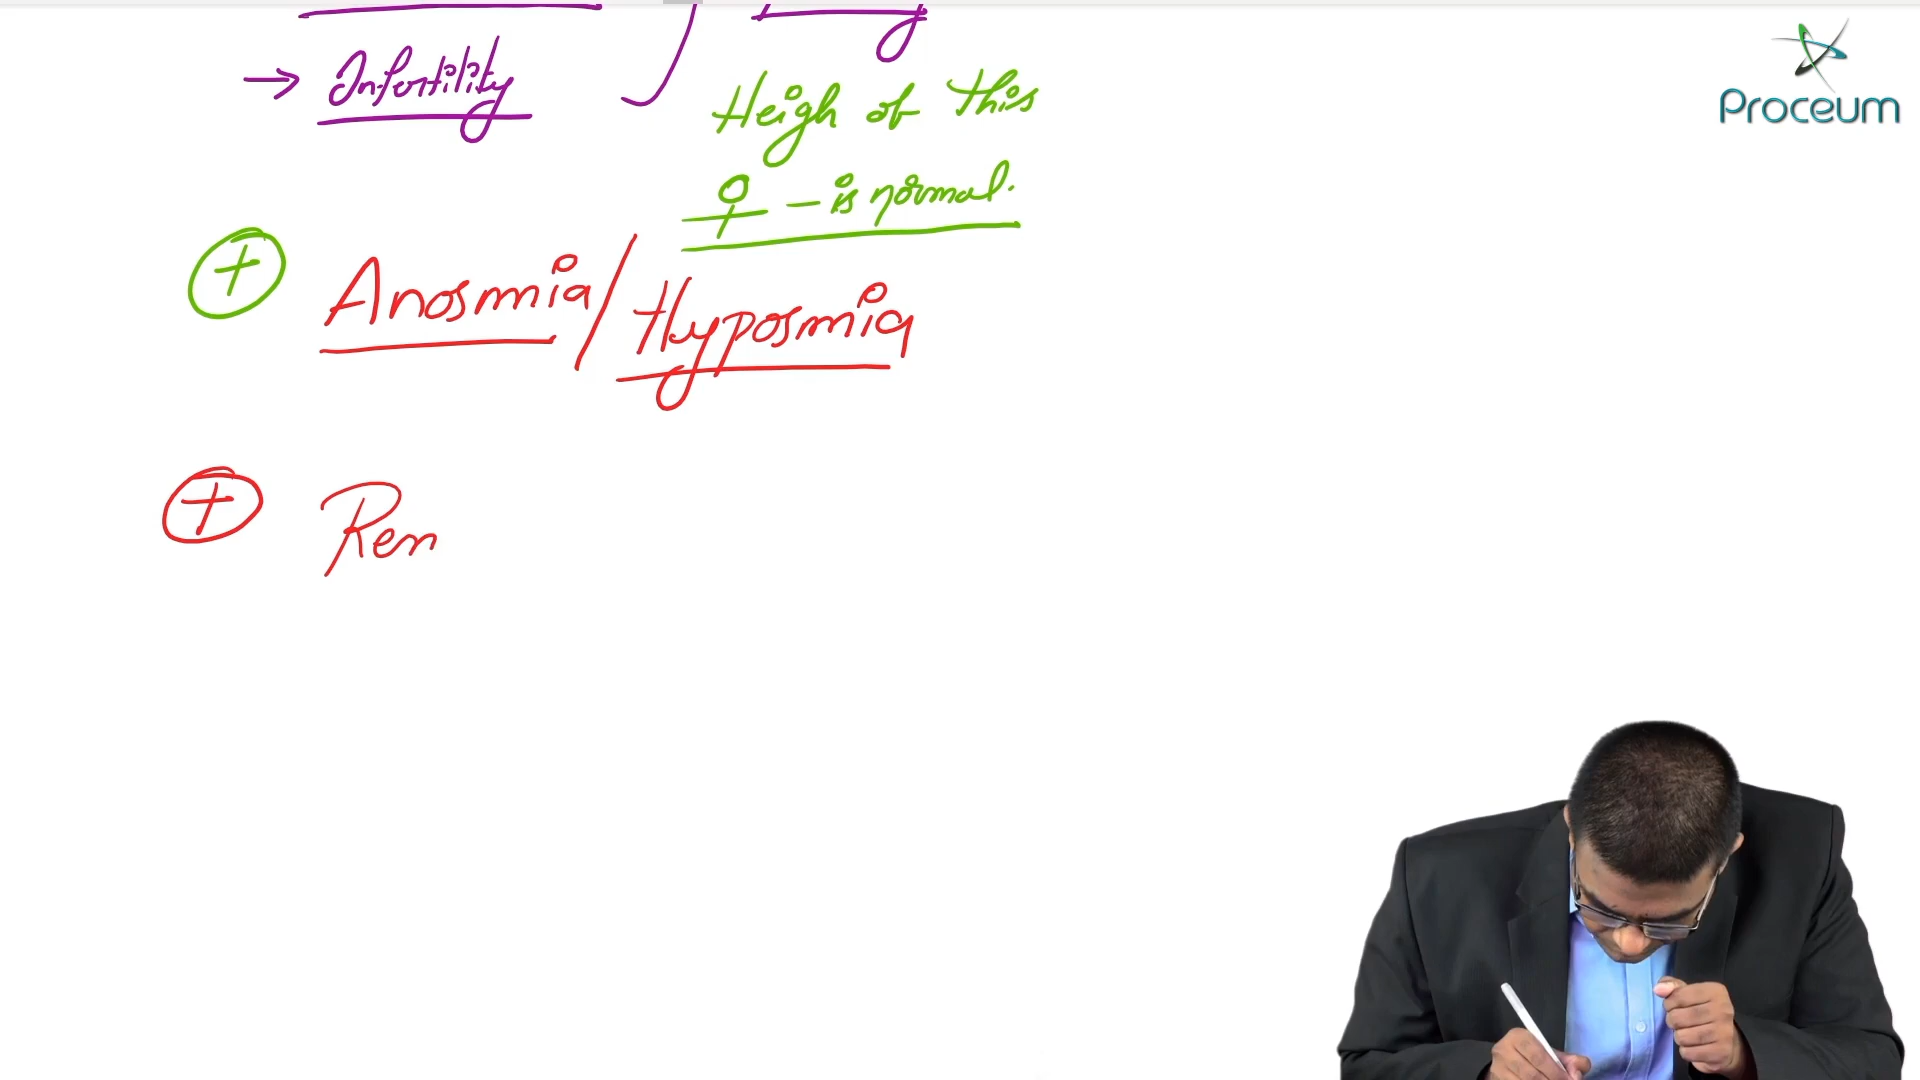 → Infertility
Heigh of this
♀ – is normal.
+ Anosmia/Hyposmia
+ Ren
Proceum